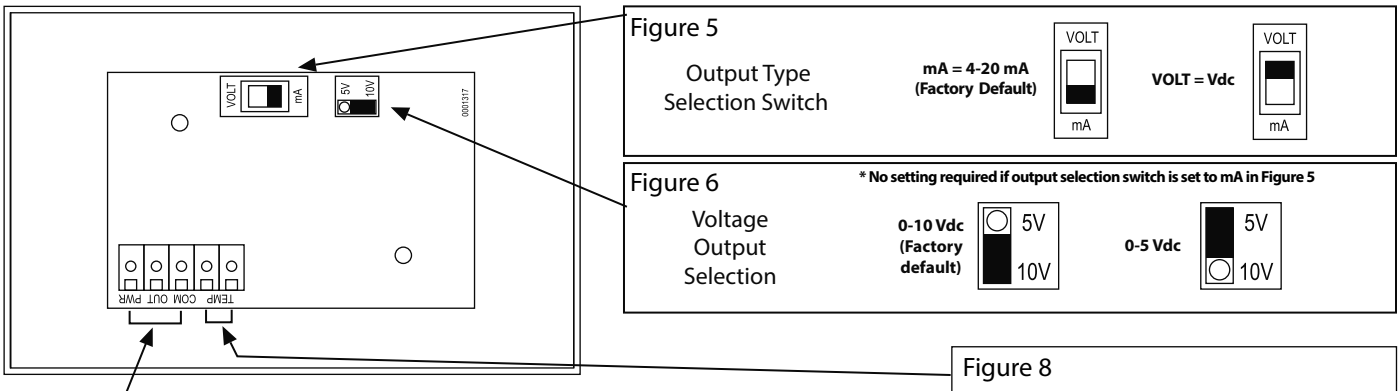 VOLT
mA
5V
10V
0001317
PWR OUT COM TEMP
Figure 5
Output Type
Selection Switch
mA = 4-20 mA
(Factory Default)
VOLT
mA
VOLT = Vdc
VOLT
mA
Figure 6
* No setting required if output selection switch is set to mA in Figure 5
Voltage
Output
Selection
0-10 Vdc
(Factory
default)
5V
10V
0-5 Vdc
5V
10V
Figure 8